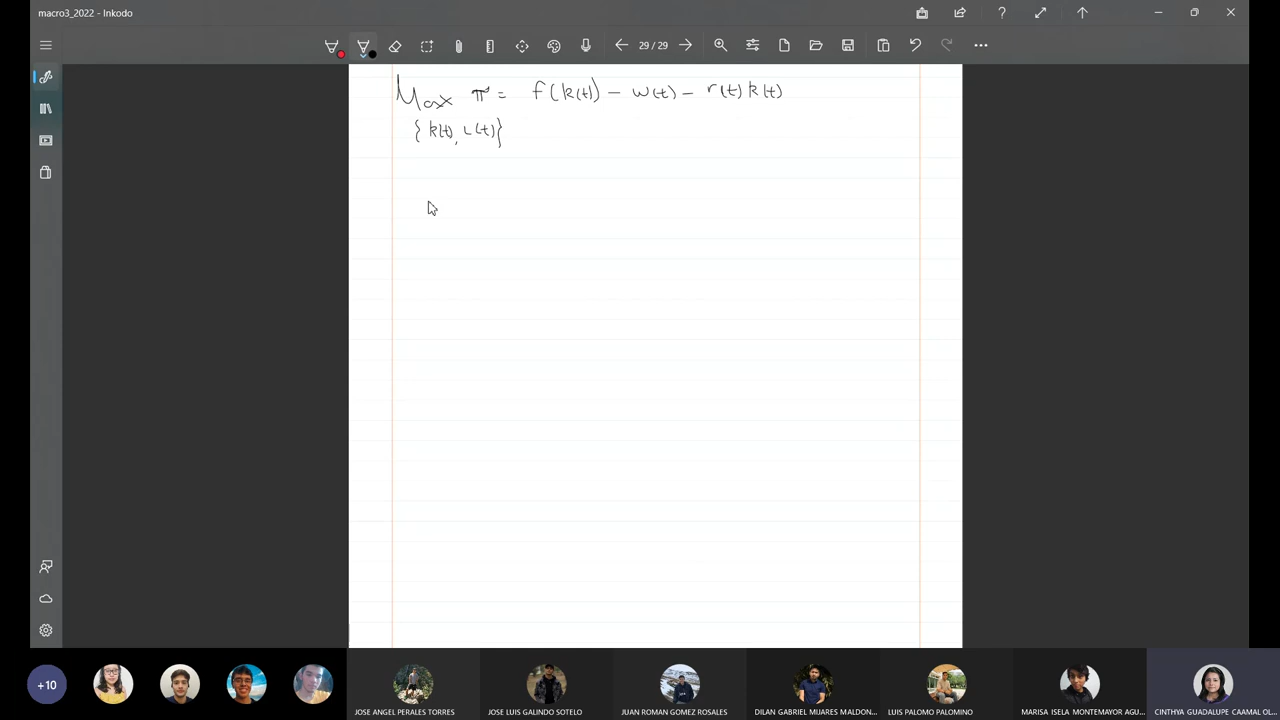 macro3_2022 - Inkodo
29 / 29
Max π = f(k(t)) - w(t) - r(t) k(t)
{k(t), L(t)}
+10
JOSE ANGEL PERALES TORRES
JOSE LUIS GALINDO SOTELO
JUAN ROMAN GOMEZ ROSALES
DILAN GABRIEL MIJARES MALDON...
LUIS PALOMO PALOMINO
MARISA ISELA MONTEMAYOR AGU...
CINTHYA GUADALUPE CAAMAL OL...